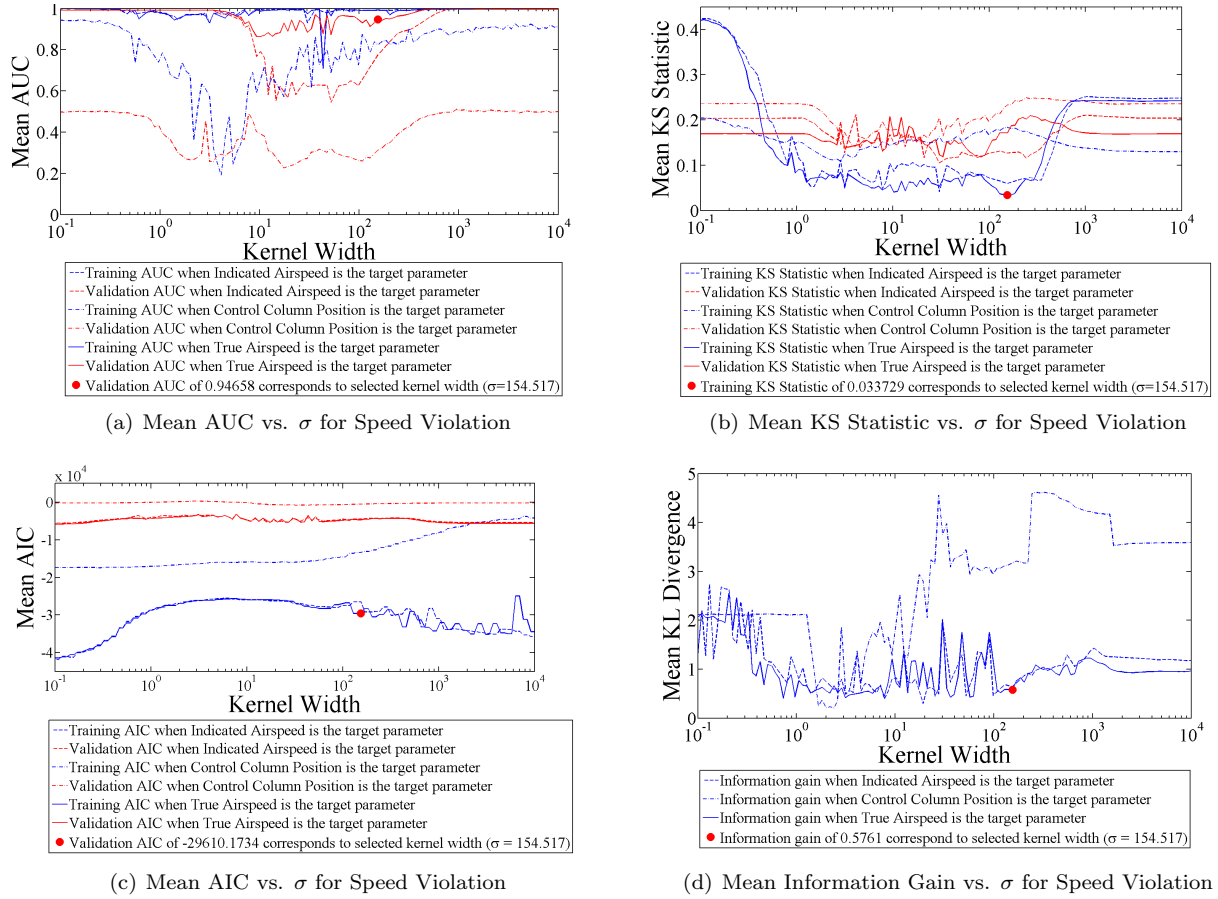 1
0.8
0.6
0.4
0.2
0
Mean AUC
10^-1 10^0 10^1 10^2 10^3 10^4
Kernel Width
Training AUC when Indicated Airspeed is the target parameter
Validation AUC when Indicated Airspeed is the target parameter
Training AUC when Control Column Position is the target parameter
Validation AUC when Control Column Position is the target parameter
Training AUC when True Airspeed is the target parameter
Validation AUC when True Airspeed is the target parameter
Validation AUC of 0.94658 corresponds to selected kernel width (σ=154.517)
(a) Mean AUC vs. σ for Speed Violation
0.4
0.3
0.2
0.1
0
Mean KS Statistic
10^-1 10^0 10^1 10^2 10^3 10^4
Kernel Width
Training KS Statistic when Indicated Airspeed is the target parameter
Validation KS Statistic when Indicated Airspeed is the target parameter
Training KS Statistic when Control Column Position is the target parameter
Validation KS Statistic when Control Column Position is the target parameter
Training KS Statistic when True Airspeed is the target parameter
Validation KS Statistic when True Airspeed is the target parameter
Training KS Statistic of 0.033729 corresponds to selected kernel width (σ=154.517)
(b) Mean KS Statistic vs. σ for Speed Violation
x 10^4
0
-1
-2
-3
-4
Mean AIC
10^-1 10^0 10^1 10^2 10^3 10^4
Kernel Width
Training AIC when Indicated Airspeed is the target parameter
Validation AIC when Indicated Airspeed is the target parameter
Training AIC when Control Column Position is the target parameter
Validation AIC when Control Column Position is the target parameter
Training AIC when True Airspeed is the target parameter
Validation AIC when True Airspeed is the target parameter
Validation AIC of -29610.1734 corresponds to selected kernel width (σ = 154.517)
(c) Mean AIC vs. σ for Speed Violation
5
4
3
2
1
0
Mean KL Divergence
10^-1 10^0 10^1 10^2 10^3 10^4
Kernel Width
Information gain when Indicated Airspeed is the target parameter
Information gain when Control Column Position is the target parameter
Information gain when True Airspeed is the target parameter
Information gain of 0.5761 correspond to selected kernel width (σ = 154.517)
(d) Mean Information Gain vs. σ for Speed Violation